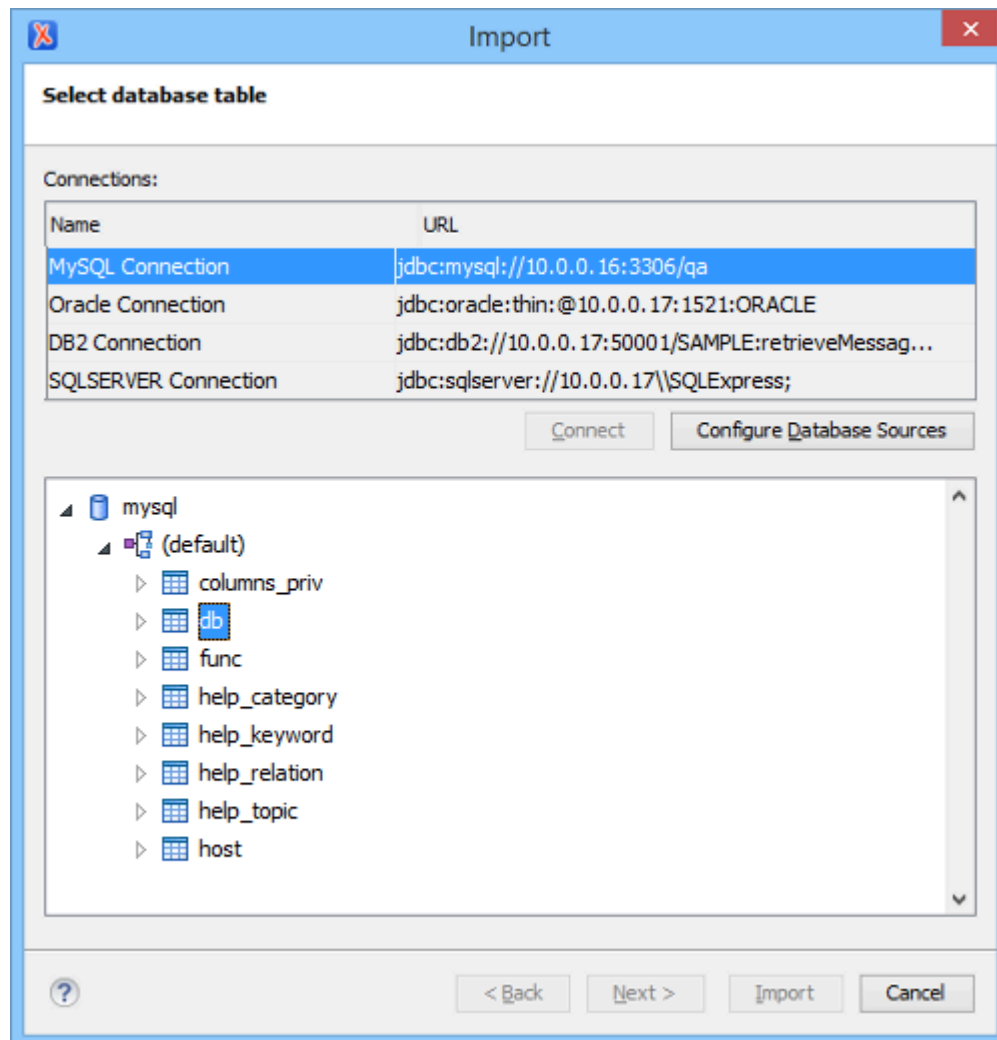 Import
Select database table
Connections:
Name URL
MySQL Connection jdbc:mysql://10.0.0.16:3306/qa
Oracle Connection jdbc:oracle:thin:@10.0.0.17:1521:ORACLE
DB2 Connection jdbc:db2://10.0.0.17:50001/SAMPLE:retrieveMessag...
SQLSERVER Connection jdbc:sqlserver://10.0.0.17\\SQLExpress;
Connect Configure Database Sources
mysql
(default)
columns_priv
db
func
help_category
help_keyword
help_relation
help_topic
host
? < Back Next > Import Cancel